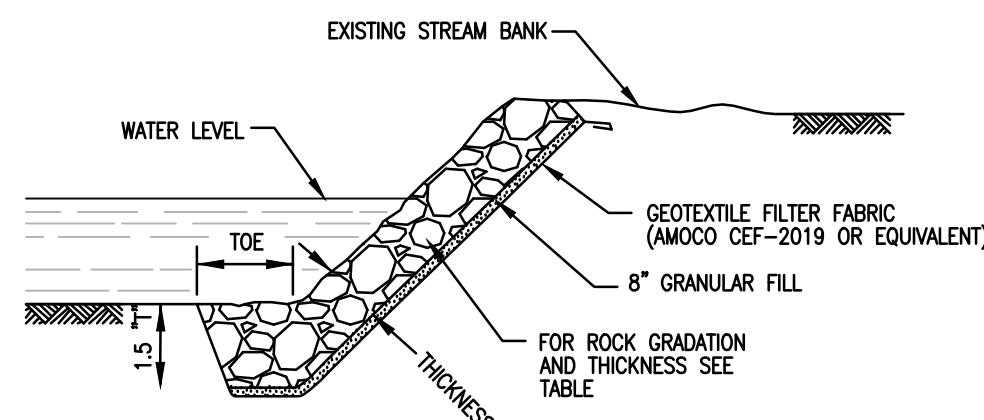 EXISTING STREAM BANK
WATER LEVEL
TOE
GEOTEXTILE FILTER FABRIC
(AMOCO CEF-2019 OR EQUIVALENT)
8" GRANULAR FILL
1.5 "T"
FOR ROCK GRADATION
AND THICKNESS SEE
TABLE
THICKNESS